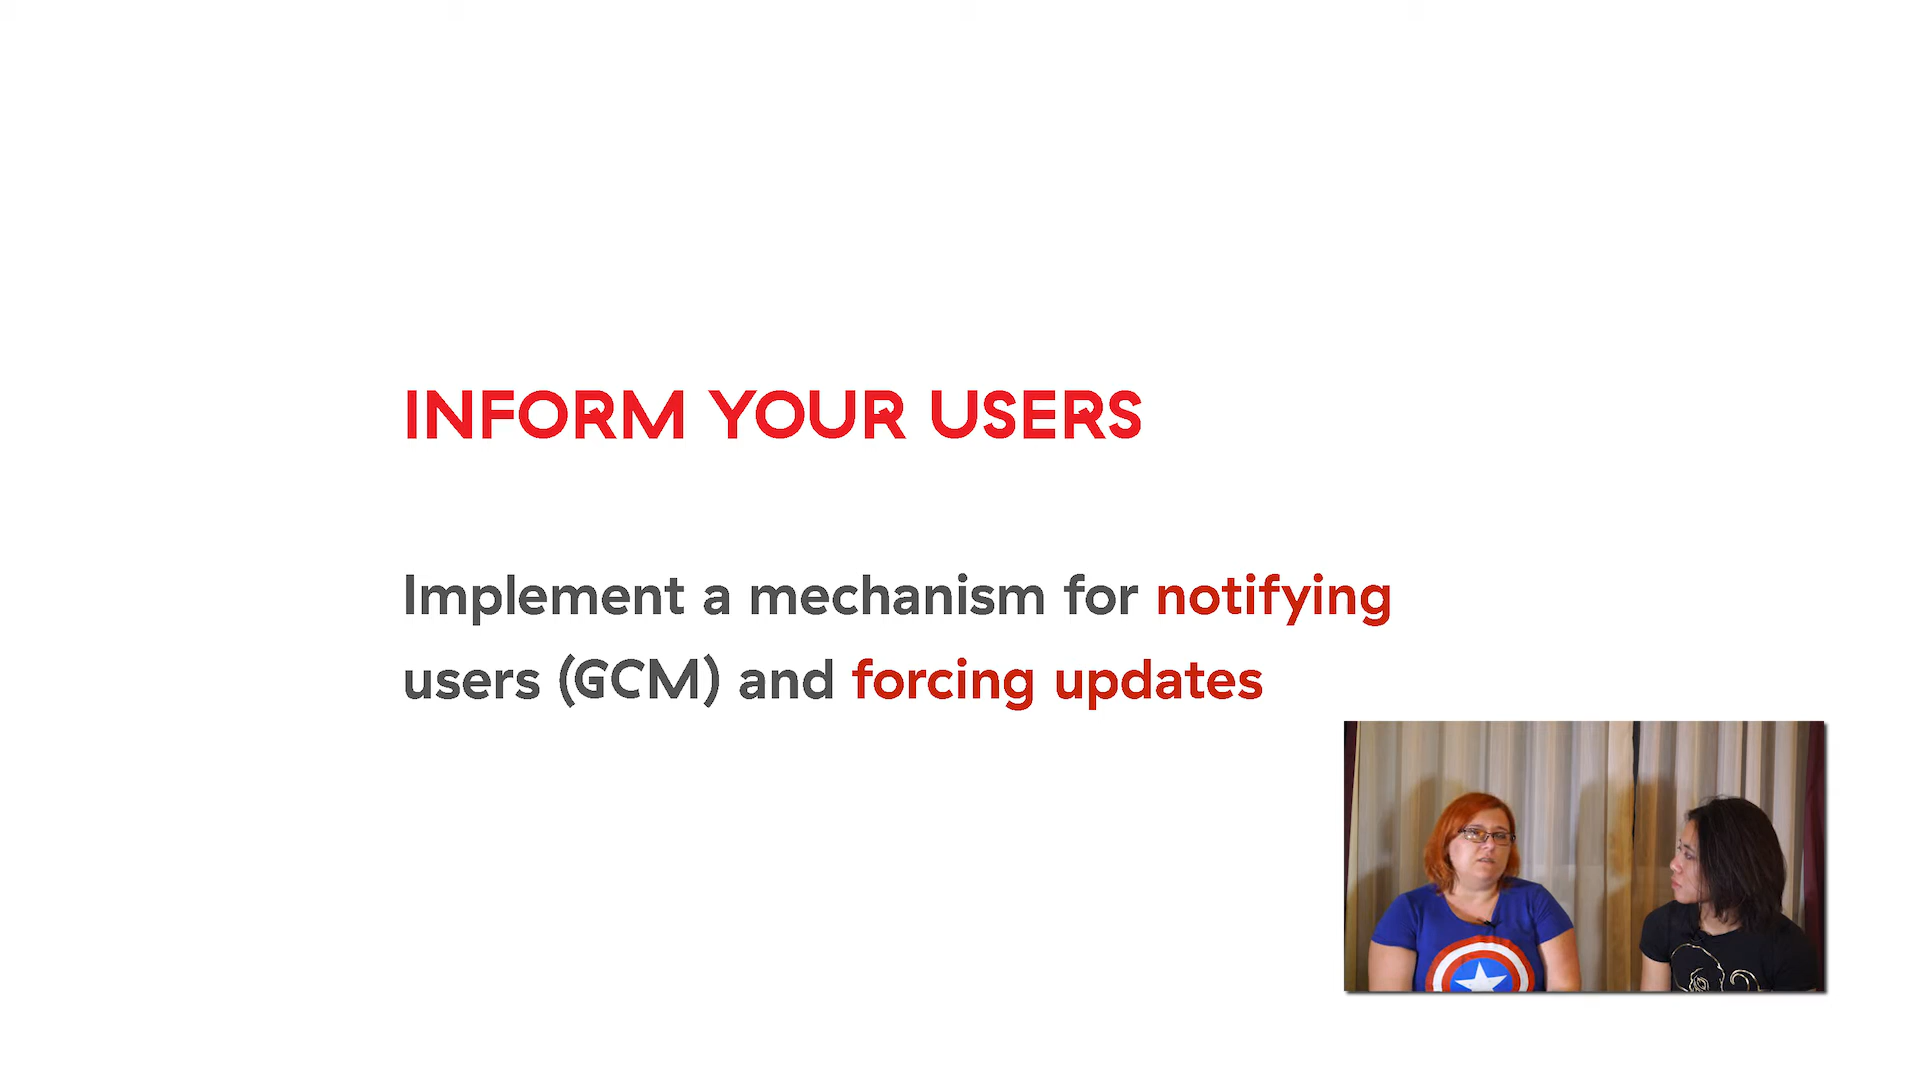 INFORM YOUR USERS
Implement a mechanism for notifying
users (GCM) and forcing updates